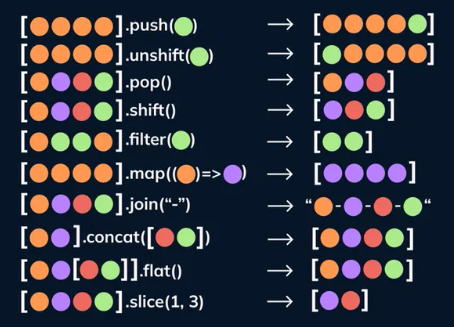 [ ].push( ) → [ ]
[ ].unshift( ) → [ ]
[ ].pop() → [ ]
[ ].shift() → [ ]
[ ].filter( ) → [ ]
[ ].map(( )=> ) → [ ]
[ ].join(“-”) → “ - - - “
[ ].concat([ ]) → [ ]
[ [ ]].flat() → [ ]
[ ].slice(1, 3) → [ ]